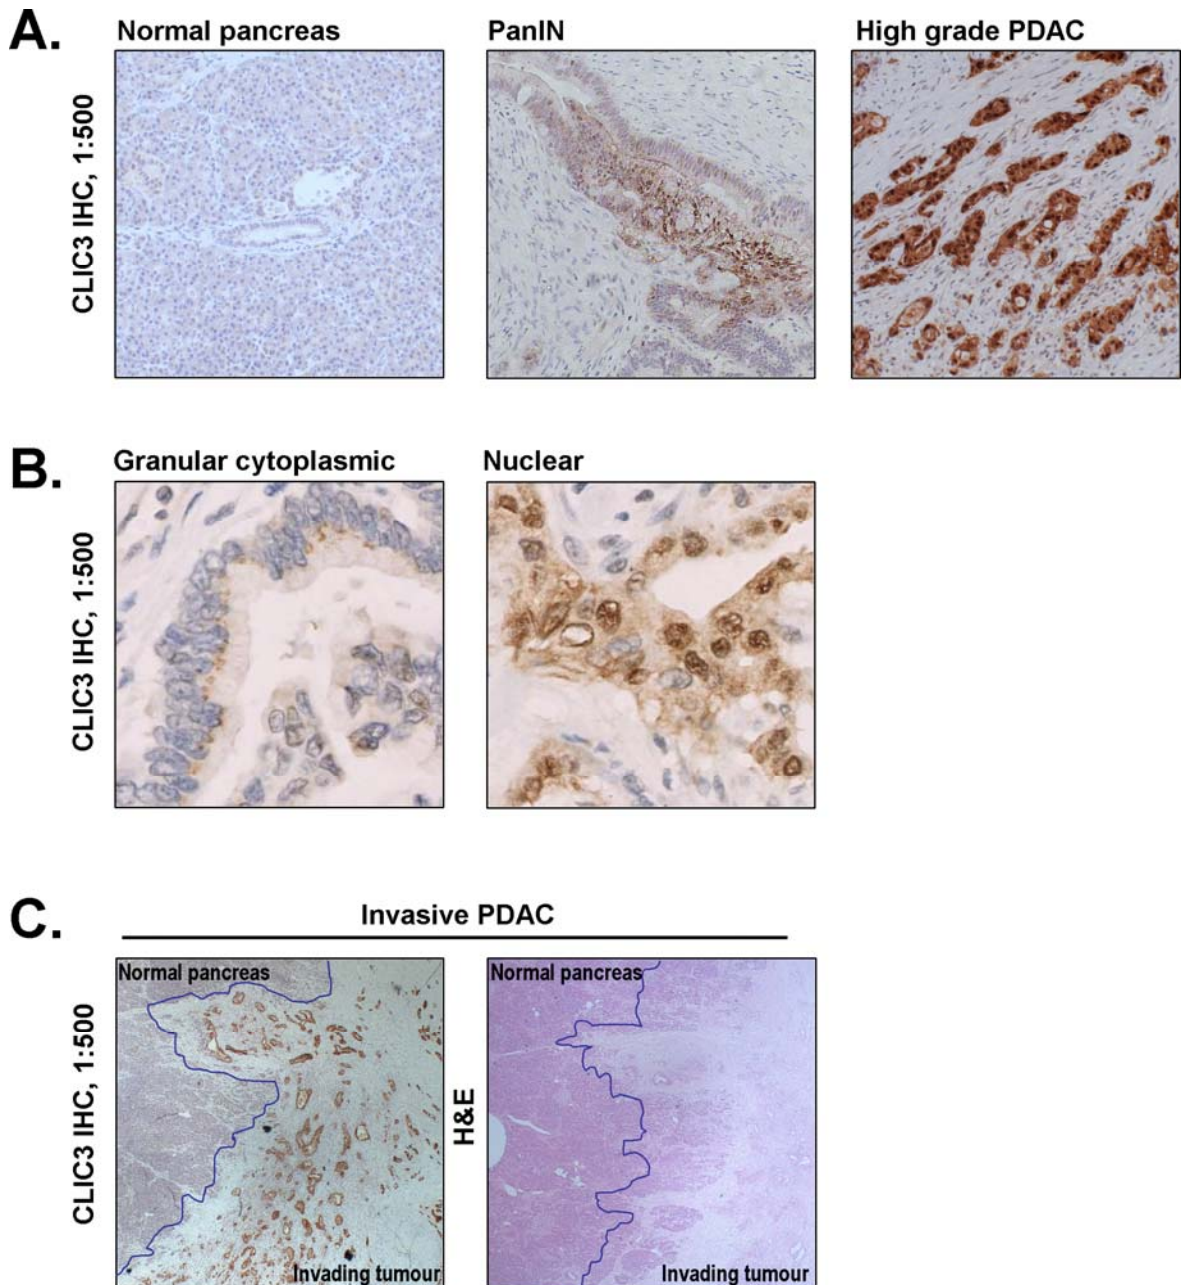 A.
Normal pancreas
PanIN
High grade PDAC
CLIC3 IHC, 1:500
B.
Granular cytoplasmic
Nuclear
CLIC3 IHC, 1:500
C.
Invasive PDAC
CLIC3 IHC, 1:500
Normal pancreas
Invading tumour
H&E
Normal pancreas
Invading tumour